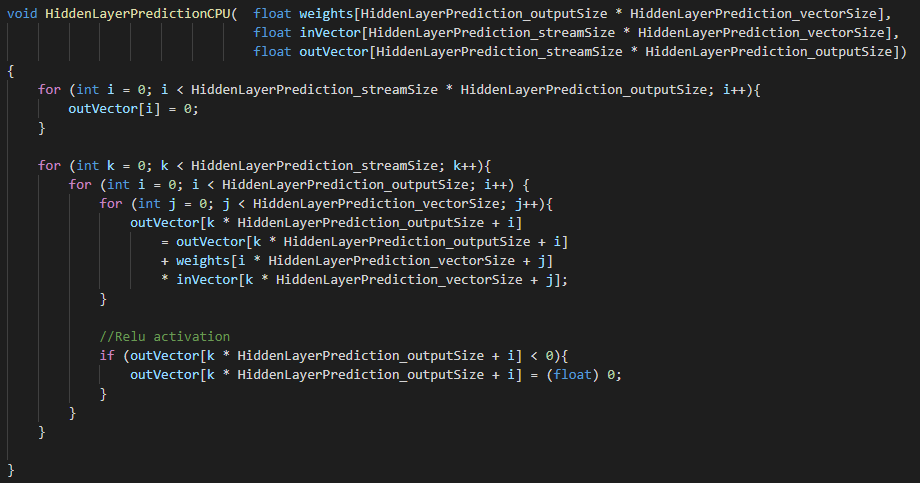 void HiddenLayerPredictionCPU(  float weights[HiddenLayerPrediction_outputSize * HiddenLayerPrediction_vectorSize],
                                float inVector[HiddenLayerPrediction_streamSize * HiddenLayerPrediction_vectorSize],
                                float outVector[HiddenLayerPrediction_streamSize * HiddenLayerPrediction_outputSize])
{
    for (int i = 0; i < HiddenLayerPrediction_streamSize * HiddenLayerPrediction_outputSize; i++){
        outVector[i] = 0;
    }

    for (int k = 0; k < HiddenLayerPrediction_streamSize; k++){
        for (int i = 0; i < HiddenLayerPrediction_outputSize; i++) {
            for (int j = 0; j < HiddenLayerPrediction_vectorSize; j++){
                outVector[k * HiddenLayerPrediction_outputSize + i]
                    = outVector[k * HiddenLayerPrediction_outputSize + i]
                    + weights[i * HiddenLayerPrediction_vectorSize + j]
                    * inVector[k * HiddenLayerPrediction_vectorSize + j];
            }

            //Relu activation
            if (outVector[k * HiddenLayerPrediction_outputSize + i] < 0){
                outVector[k * HiddenLayerPrediction_outputSize + i] = (float) 0;
            }
        }
    }

}